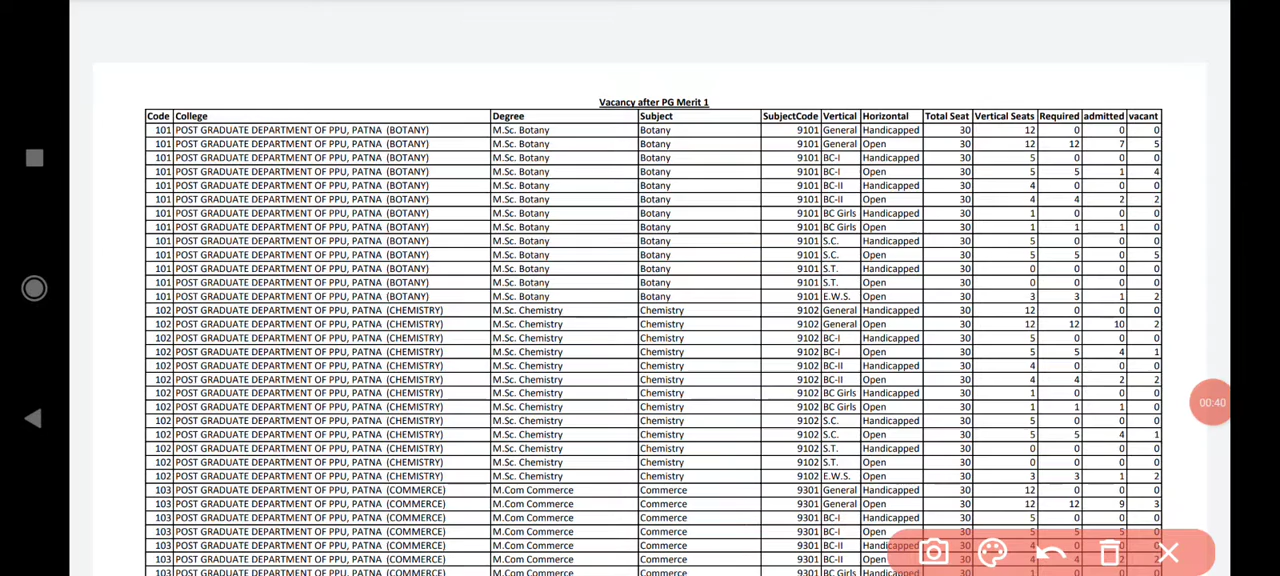 Vacancy after PG Merit 1
Code College Degree Subject SubjectCode Vertical Horizontal Total Seat Vertical Seats Required admitted vacant
101 POST GRADUATE DEPARTMENT OF PPU, PATNA (BOTANY) M.Sc. Botany Botany 9101 General Handicapped 30 12 0 0 0
101 POST GRADUATE DEPARTMENT OF PPU, PATNA (BOTANY) M.Sc. Botany Botany 9101 General Open 30 12 12 7 5
101 POST GRADUATE DEPARTMENT OF PPU, PATNA (BOTANY) M.Sc. Botany Botany 9101 BC-I Handicapped 30 5 0 0 0
101 POST GRADUATE DEPARTMENT OF PPU, PATNA (BOTANY) M.Sc. Botany Botany 9101 BC-I Open 30 5 5 1 4
101 POST GRADUATE DEPARTMENT OF PPU, PATNA (BOTANY) M.Sc. Botany Botany 9101 BC-II Handicapped 30 4 0 0 0
101 POST GRADUATE DEPARTMENT OF PPU, PATNA (BOTANY) M.Sc. Botany Botany 9101 BC-II Open 30 4 4 2 2
101 POST GRADUATE DEPARTMENT OF PPU, PATNA (BOTANY) M.Sc. Botany Botany 9101 BC Girls Handicapped 30 1 0 0 0
101 POST GRADUATE DEPARTMENT OF PPU, PATNA (BOTANY) M.Sc. Botany Botany 9101 BC Girls Open 30 1 1 1 0
101 POST GRADUATE DEPARTMENT OF PPU, PATNA (BOTANY) M.Sc. Botany Botany 9101 S.C. Handicapped 30 5 0 0 0
101 POST GRADUATE DEPARTMENT OF PPU, PATNA (BOTANY) M.Sc. Botany Botany 9101 S.C. Open 30 5 5 0 5
101 POST GRADUATE DEPARTMENT OF PPU, PATNA (BOTANY) M.Sc. Botany Botany 9101 S.T. Handicapped 30 0 0 0 0
101 POST GRADUATE DEPARTMENT OF PPU, PATNA (BOTANY) M.Sc. Botany Botany 9101 S.T. Open 30 0 0 0 0
101 POST GRADUATE DEPARTMENT OF PPU, PATNA (BOTANY) M.Sc. Botany Botany 9101 E.W.S. Open 30 3 3 1 2
102 POST GRADUATE DEPARTMENT OF PPU, PATNA (CHEMISTRY) M.Sc. Chemistry Chemistry 9102 General Handicapped 30 12 0 0 0
102 POST GRADUATE DEPARTMENT OF PPU, PATNA (CHEMISTRY) M.Sc. Chemistry Chemistry 9102 General Open 30 12 12 10 2
102 POST GRADUATE DEPARTMENT OF PPU, PATNA (CHEMISTRY) M.Sc. Chemistry Chemistry 9102 BC-I Handicapped 30 5 0 0 0
102 POST GRADUATE DEPARTMENT OF PPU, PATNA (CHEMISTRY) M.Sc. Chemistry Chemistry 9102 BC-I Open 30 5 5 4 1
102 POST GRADUATE DEPARTMENT OF PPU, PATNA (CHEMISTRY) M.Sc. Chemistry Chemistry 9102 BC-II Handicapped 30 4 0 0 0
102 POST GRADUATE DEPARTMENT OF PPU, PATNA (CHEMISTRY) M.Sc. Chemistry Chemistry 9102 BC-II Open 30 4 4 2 2
102 POST GRADUATE DEPARTMENT OF PPU, PATNA (CHEMISTRY) M.Sc. Chemistry Chemistry 9102 BC Girls Handicapped 30 1 0 0 0
102 POST GRADUATE DEPARTMENT OF PPU, PATNA (CHEMISTRY) M.Sc. Chemistry Chemistry 9102 BC Girls Open 30 1 1 1 0
102 POST GRADUATE DEPARTMENT OF PPU, PATNA (CHEMISTRY) M.Sc. Chemistry Chemistry 9102 S.C. Handicapped 30 5 0 0 0
102 POST GRADUATE DEPARTMENT OF PPU, PATNA (CHEMISTRY) M.Sc. Chemistry Chemistry 9102 S.C. Open 30 5 5 4 1
102 POST GRADUATE DEPARTMENT OF PPU, PATNA (CHEMISTRY) M.Sc. Chemistry Chemistry 9102 S.T. Handicapped 30 0 0 0 0
102 POST GRADUATE DEPARTMENT OF PPU, PATNA (CHEMISTRY) M.Sc. Chemistry Chemistry 9102 S.T. Open 30 0 0 0 0
102 POST GRADUATE DEPARTMENT OF PPU, PATNA (CHEMISTRY) M.Sc. Chemistry Chemistry 9102 E.W.S. Open 30 3 3 1 2
103 POST GRADUATE DEPARTMENT OF PPU, PATNA (COMMERCE) M.Com Commerce Commerce 9301 General Handicapped 30 12 0 0 0
103 POST GRADUATE DEPARTMENT OF PPU, PATNA (COMMERCE) M.Com Commerce Commerce 9301 General Open 30 12 12 9 3
103 POST GRADUATE DEPARTMENT OF PPU, PATNA (COMMERCE) M.Com Commerce Commerce 9301 BC-I Handicapped 30 5 0 0 0
103 POST GRADUATE DEPARTMENT OF PPU, PATNA (COMMERCE) M.Com Commerce Commerce 9301 BC-I Open
103 POST GRADUATE DEPARTMENT OF PPU, PATNA (COMMERCE) M.Com Commerce Commerce 9301 BC-II Handicapped
103 POST GRADUATE DEPARTMENT OF PPU, PATNA (COMMERCE) M.Com Commerce Commerce 9301 BC-II Open
103 POST GRADUATE DEPARTMENT OF PPU, PATNA (COMMERCE) M.Com Commerce Commerce 9301 BC Girls
00:40